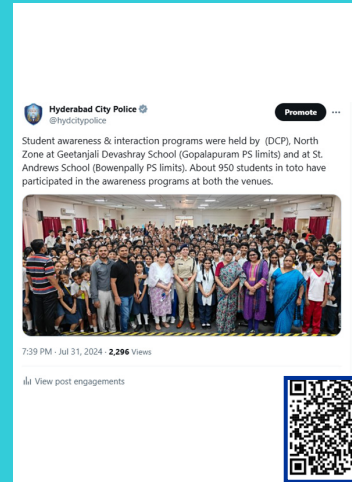 Hyderabad City Police
@hydcitypolice
Promote
Student awareness & interaction programs were held by (DCP), North
Zone at Geetanjali Devashray School (Gopalapuram PS limits) and at St.
Andrews School (Bowenpally PS limits). About 950 students in toto have
participated in the awareness programs at both the venues.
7:39 PM · Jul 31, 2024 · 2,296 Views
View post engagements